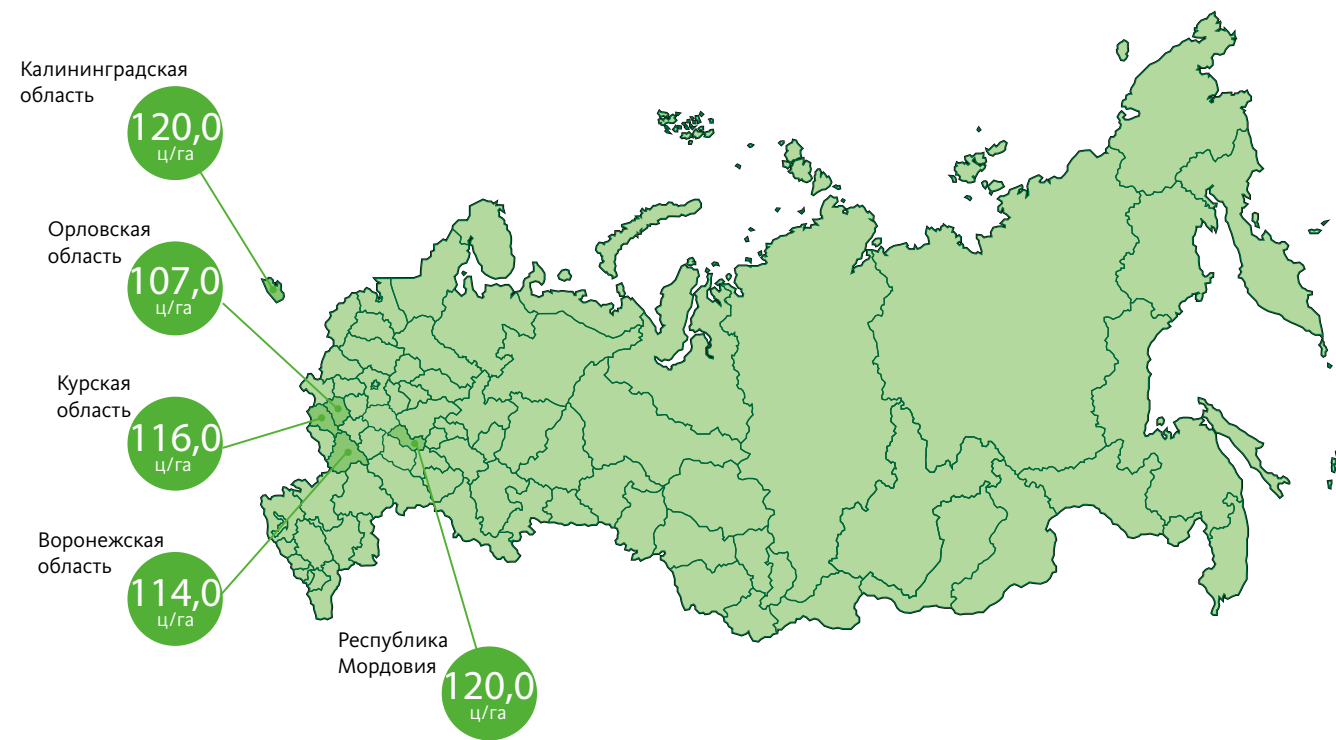 Калининградская
область
120,0
ц/га
Орловская
область
107,0
ц/га
Курская
область
116,0
ц/га
Воронежская
область
114,0
ц/га
Республика
Мордовия
120,0
ц/га